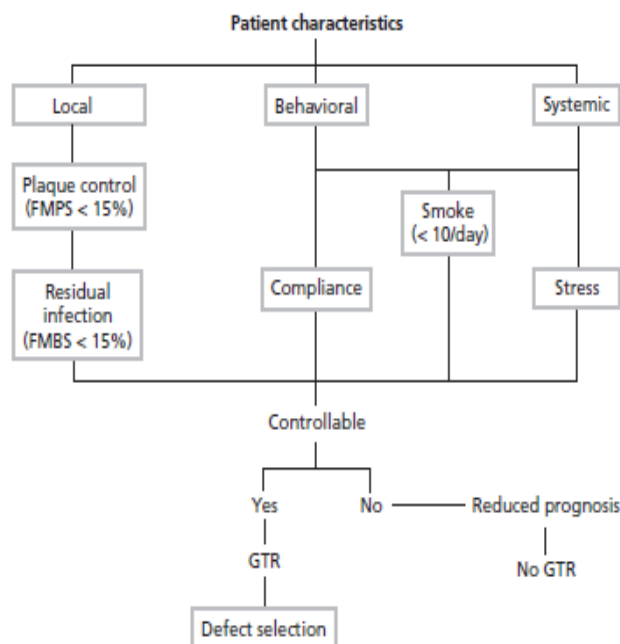 Patient characteristics
Local
Behavioral
Systemic
Plaque control
(FMPS < 15%)
Smoke
(< 10/day)
Residual
infection
(FMBS < 15%)
Compliance
Stress
Controllable
Yes
No
Reduced prognosis
GTR
No GTR
Defect selection